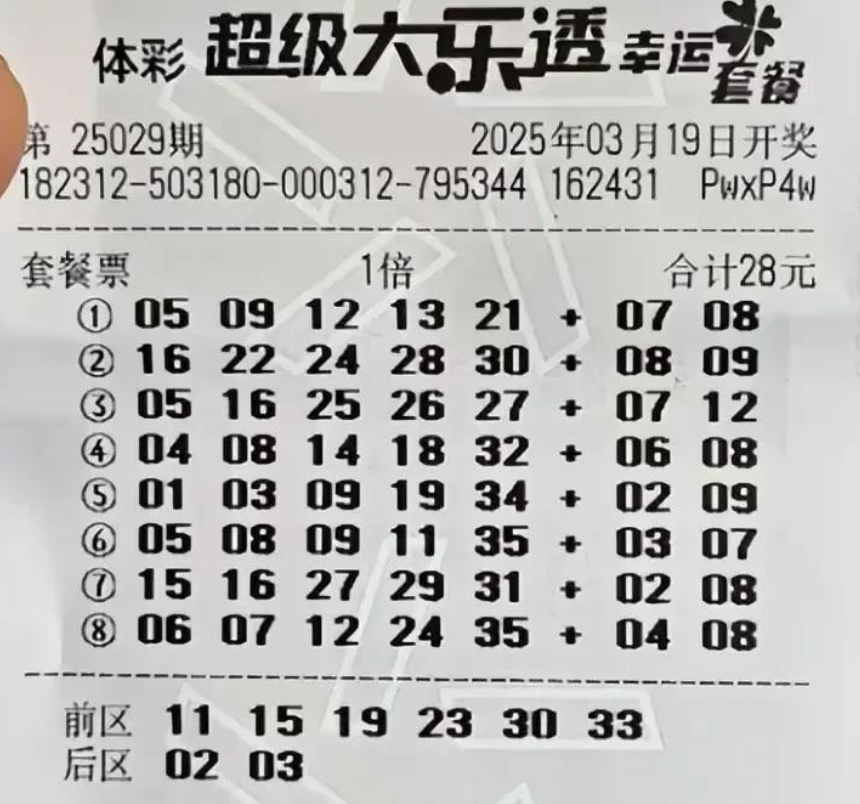 体彩 超级大乐透 幸运套餐
第 25029期 2025年03月19日开奖
182312-503180-000312-795344 162431 PwxP4w
套餐票 1倍 合计28元
① 05 09 12 13 21 + 07 08
② 16 22 24 28 30 + 08 09
③ 05 16 25 26 27 + 07 12
④ 04 08 14 18 32 + 06 08
⑤ 01 03 09 19 34 + 02 09
⑥ 05 08 09 11 35 + 03 07
⑦ 15 16 27 29 31 + 02 08
⑧ 06 07 12 24 35 + 04 08
前区 11 15 19 23 30 33
后区 02 03